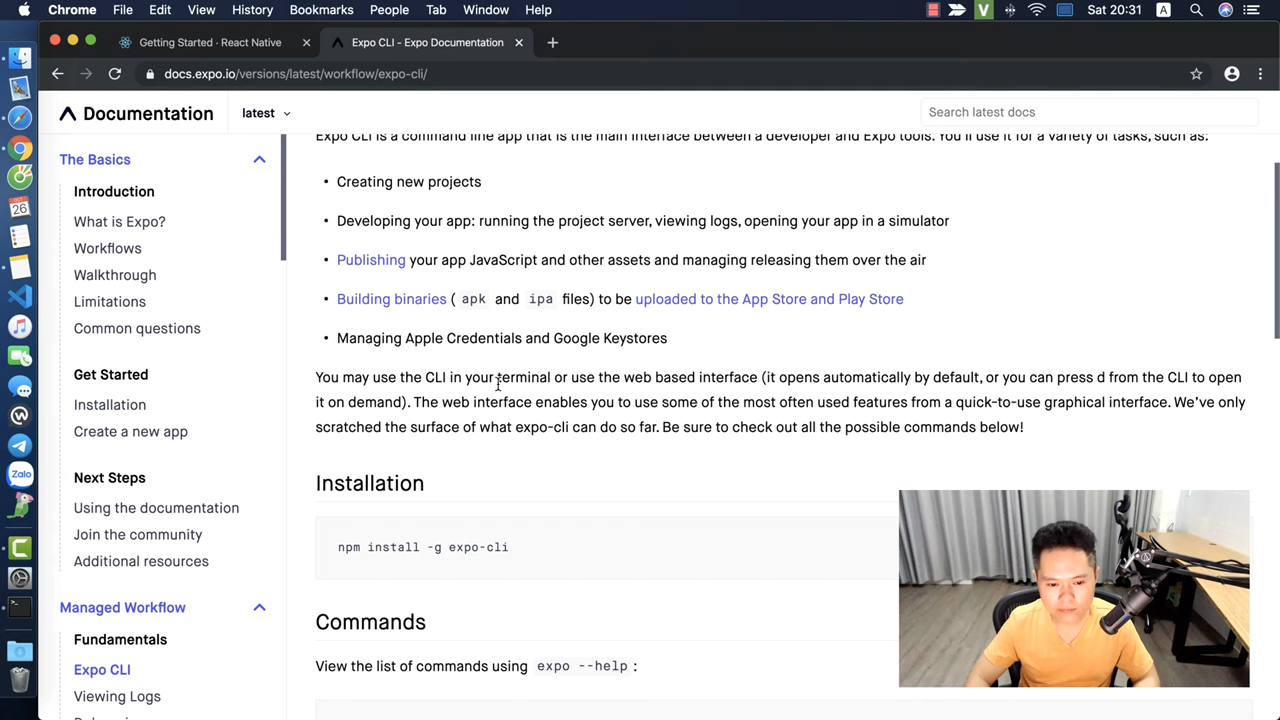 Chrome File Edit View History Bookmarks People Tab Window Help
V
Sat 20:31
A
Getting Started · React Native
Expo CLI - Expo Documentation
docs.expo.io/versions/latest/workflow/expo-cli/
Documentation
latest
Search latest docs
The Basics
Introduction
What is Expo?
Workflows
Walkthrough
Limitations
Common questions
Get Started
Installation
Create a new app
Next Steps
Using the documentation
Join the community
Additional resources
Managed Workflow
Fundamentals
Expo CLI
Viewing Logs
Expo CLI is a command line app that is the main interface between a developer and Expo tools. You'll use it for a variety of tasks, such as:
• Creating new projects
• Developing your app: running the project server, viewing logs, opening your app in a simulator
• Publishing your app JavaScript and other assets and managing releasing them over the air
• Building binaries ( apk and ipa files) to be uploaded to the App Store and Play Store
• Managing Apple Credentials and Google Keystores
You may use the CLI in your terminal or use the web based interface (it opens automatically by default, or you can press d from the CLI to open
it on demand). The web interface enables you to use some of the most often used features from a quick-to-use graphical interface. We've only
scratched the surface of what expo-cli can do so far. Be sure to check out all the possible commands below!
Installation
npm install -g expo-cli
Commands
View the list of commands using expo --help :
26
Zalo